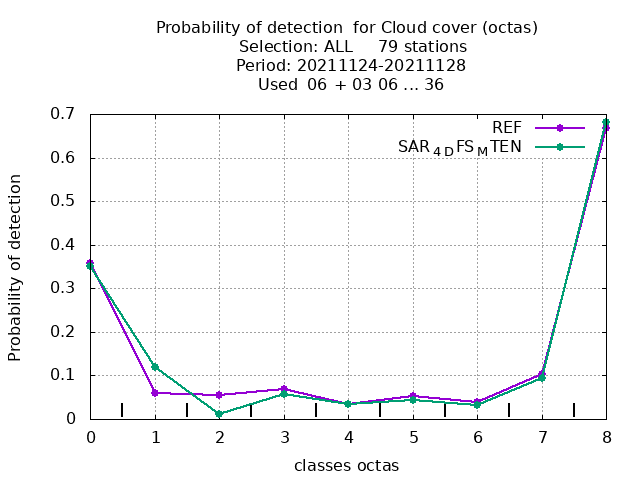 Probability of detection  for Cloud cover (octas)
Selection: ALL     79 stations
Period: 20211124-20211128
Used  06 + 03 06 ... 36
REF
SAR4DFSMTEN
Probability of detection
0.7
0.6
0.5
0.4
0.3
0.2
0.1
0
0 1 2 3 4 5 6 7 8
classes octas